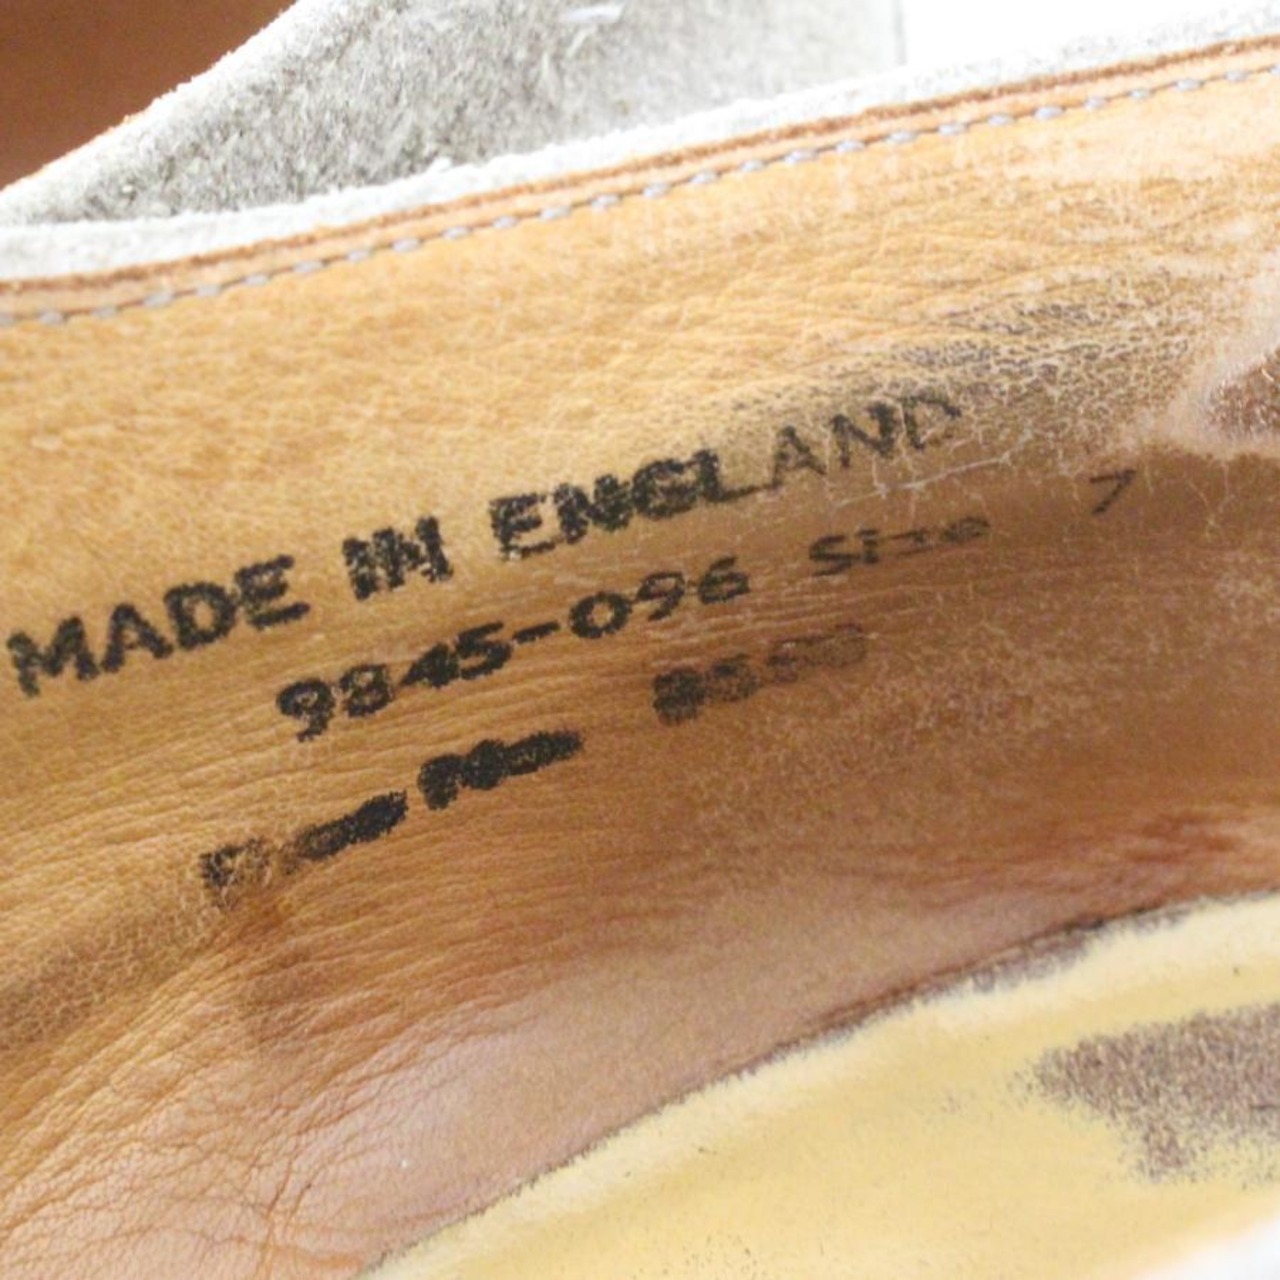 MADE IN ENGLAND
9845-096 Size 7